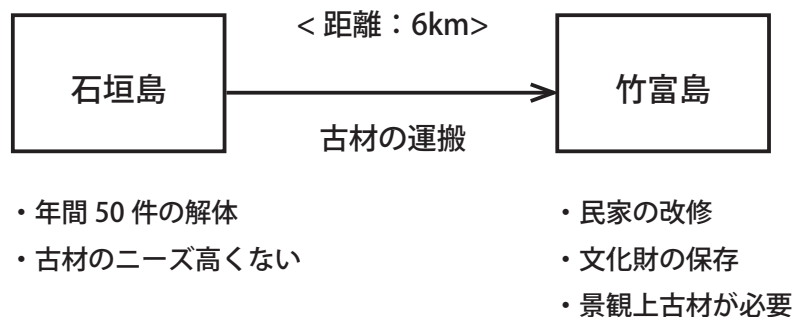 <距離：6km>
石垣島
竹富島
古材の運搬
・年間 50 件の解体
・古材のニーズ高くない
・民家の改修
・文化財の保存
・景観上古材が必要